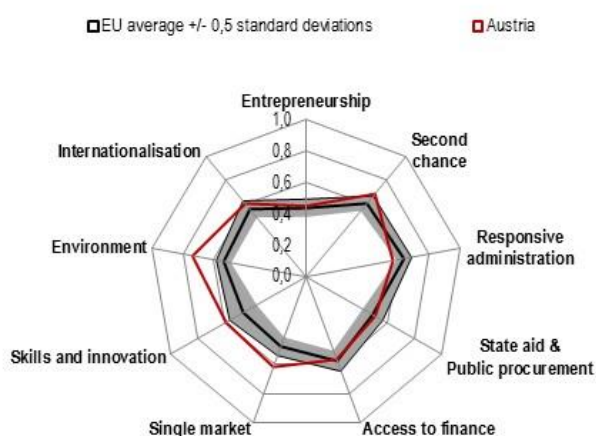 EU average +/- 0,5 standard deviations
Austria
Entrepreneurship
1,0
0,8
0,6
0,4
0,2
0,0
Second
chance
Responsive
administration
State aid &
Public procurement
Access to finance
Single market
Skills and innovation
Environment
Internationalisation